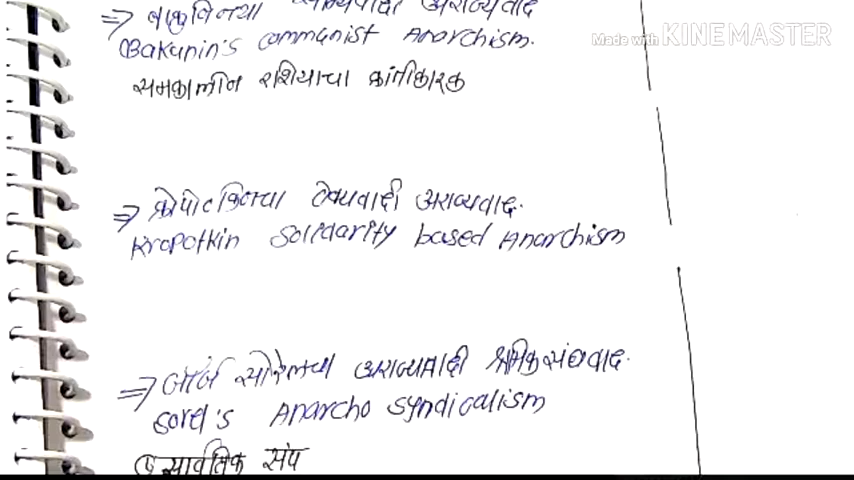 ⇒ बाकुनिनचा साम्यवादी अराज्यवाद
Made with KINEMASTER
Bakunin's communist Anarchism.
समकालीन रशियाचा क्रांतीकारक
⇒ क्रोपोटकिनचा ऐक्यवादी अराज्यवाद.
Kropotkin solidarity based Anarchism
⇒ जॉर्ज सोरेलचा अराज्यवादी श्रमिकसंघवाद.
Sorel's Anarcho syndicalism
सार्वत्रिक संप